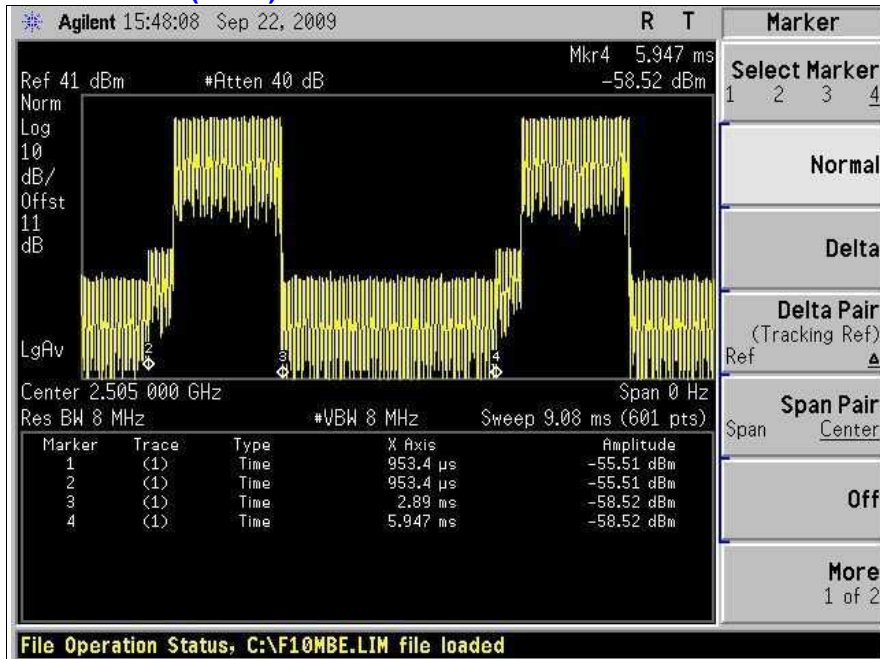 Agilent 15:48:08 Sep 22, 2009 R T
Mkr4 5.947 ms
Ref 41 dBm #Atten 40 dB -58.52 dBm
Norm
Log
10
dB/
Offst
11
dB
LgAv
2
3
4
Center 2.505 000 GHz Span 0 Hz
Res BW 8 MHz #VBW 8 MHz Sweep 9.08 ms (601 pts)
Marker Trace Type X Axis Amplitude
1 (1) Time 953.4 µs -55.51 dBm
2 (1) Time 953.4 µs -55.51 dBm
3 (1) Time 2.89 ms -58.52 dBm
4 (1) Time 5.947 ms -58.52 dBm
File Operation Status, C:\F10MBE.LIM file loaded
Marker
Select Marker
1 2 3 4
Normal
Delta
Delta Pair
(Tracking Ref)
Ref Δ
Span Pair
Span Center
Off
More
1 of 2